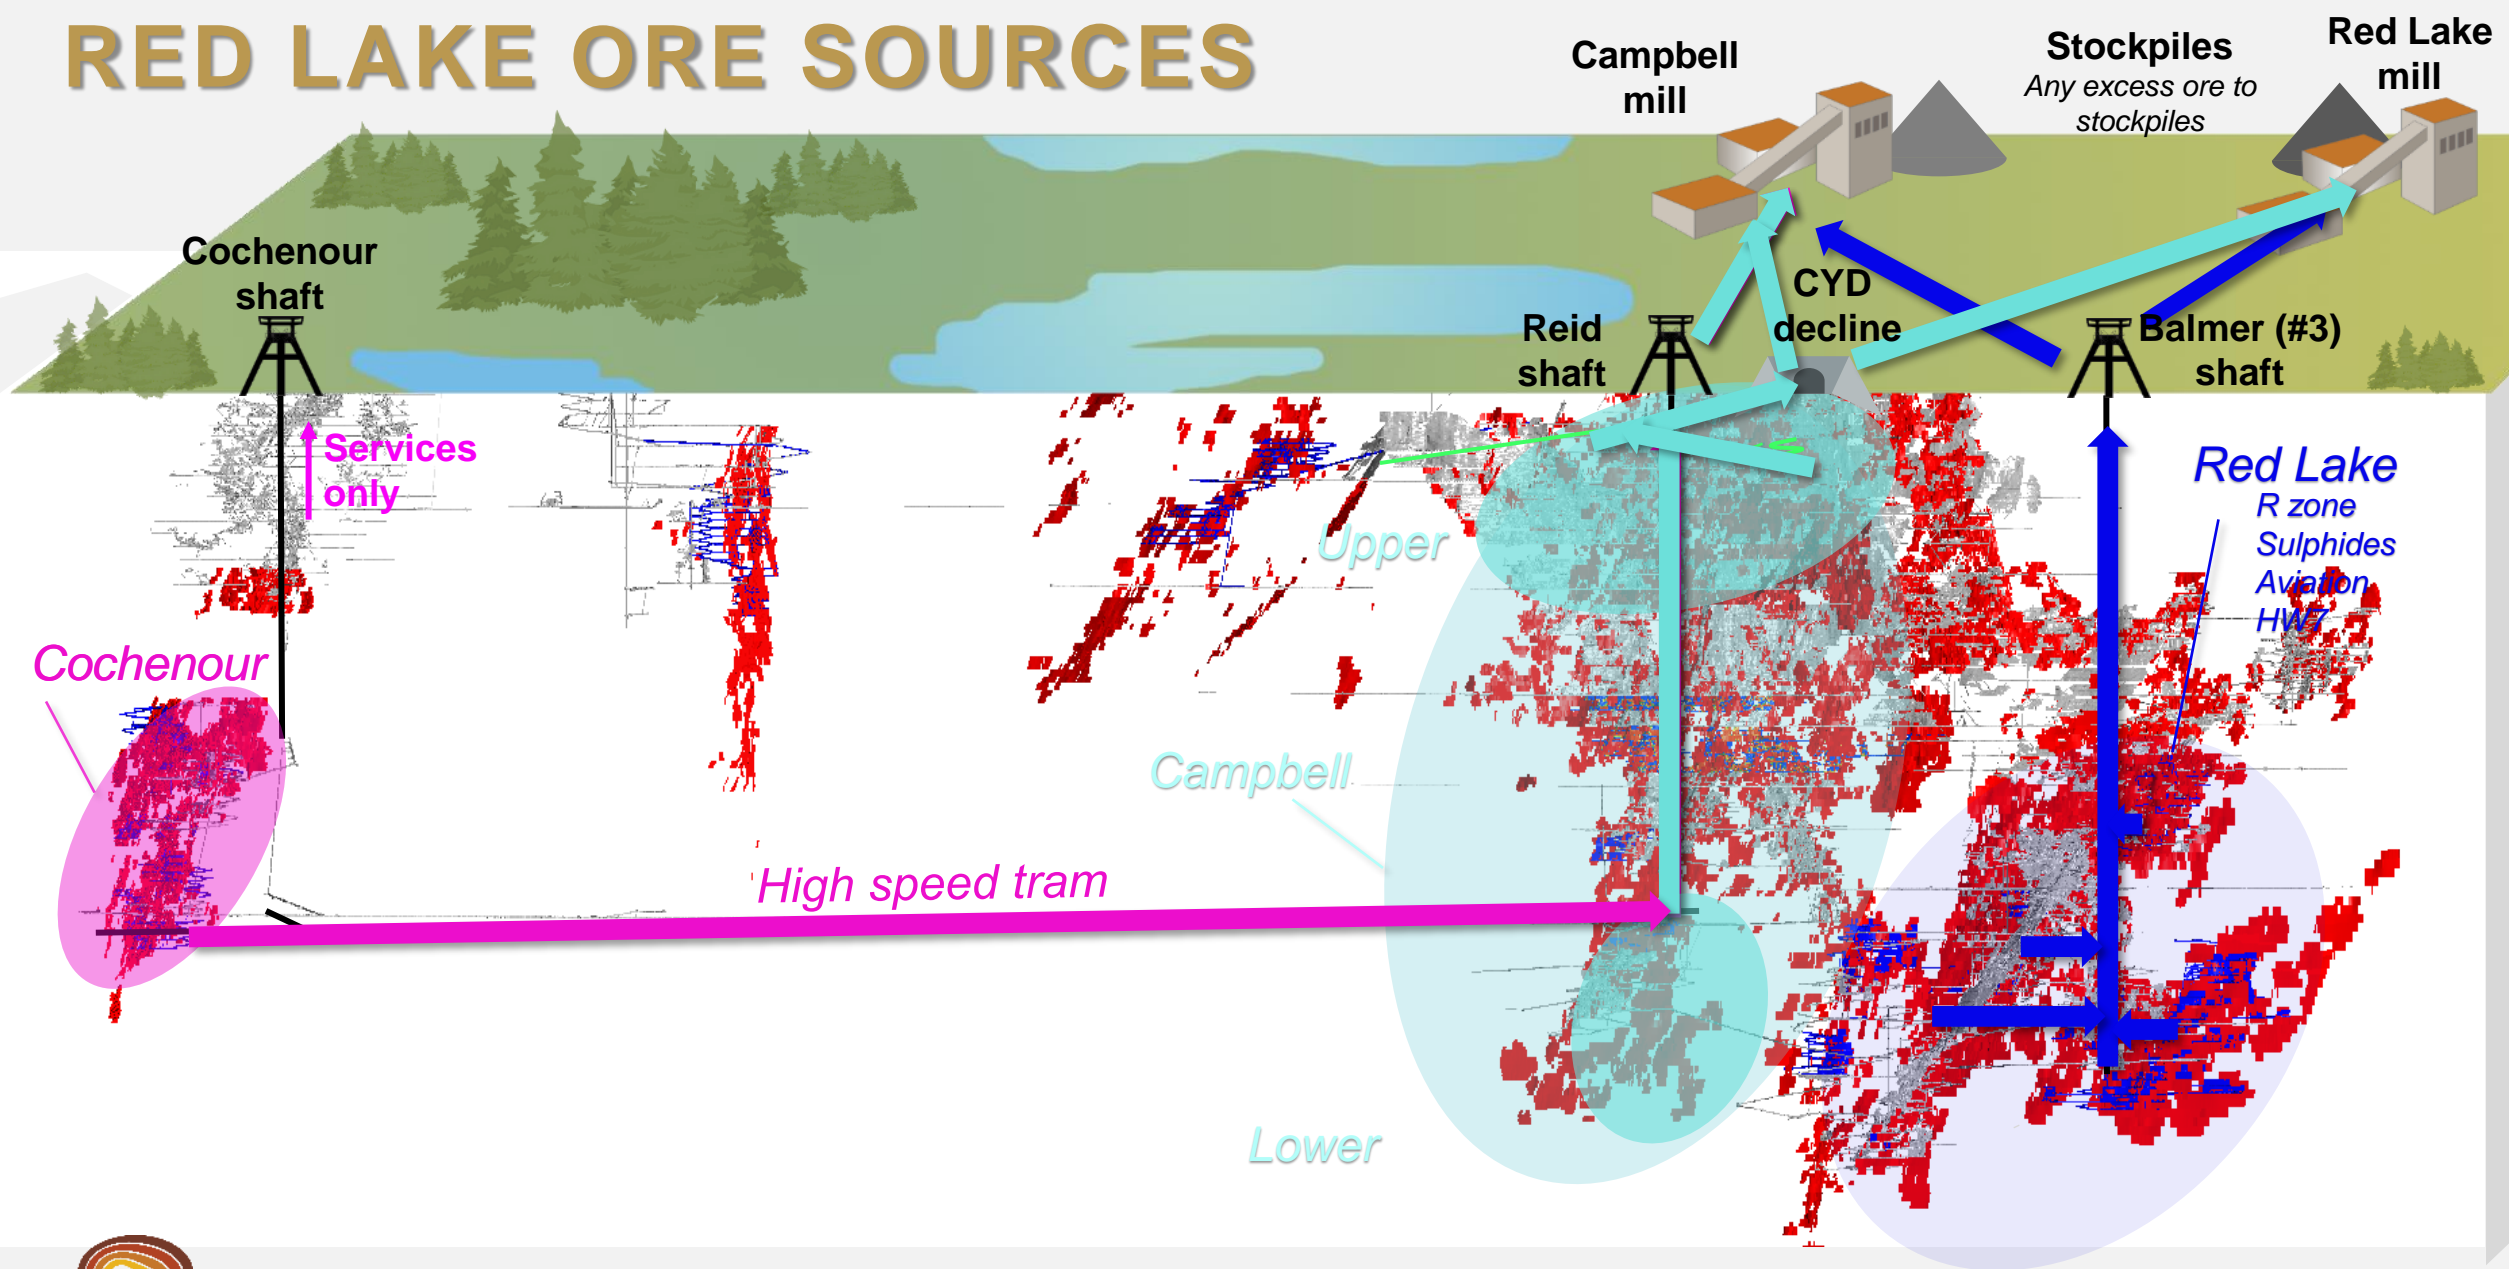 RED LAKE ORE SOURCES
Campbell
mill
Stockpiles
Any excess ore to
stockpiles
Red Lake
mill
Cochenour
shaft
CYD
decline
Reid
shaft
Balmer (#3)
shaft
Services
only
Red Lake
R zone
Sulphides
Aviation
HW7
Upper
Cochenour
Campbell
High speed tram
Lower